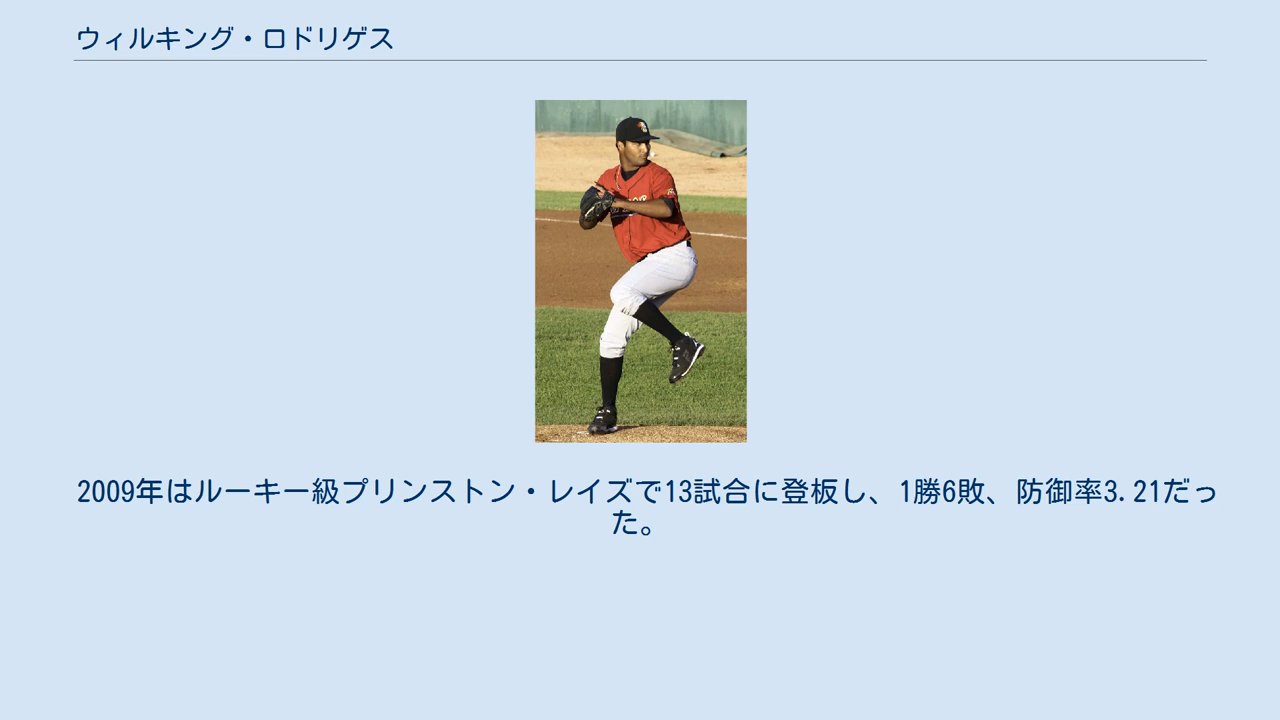 ウィルキング・ロドリゲス
2009年はルーキー級プリンストン・レイズで13試合に登板し、1勝6敗、防御率3.21だっ
た。